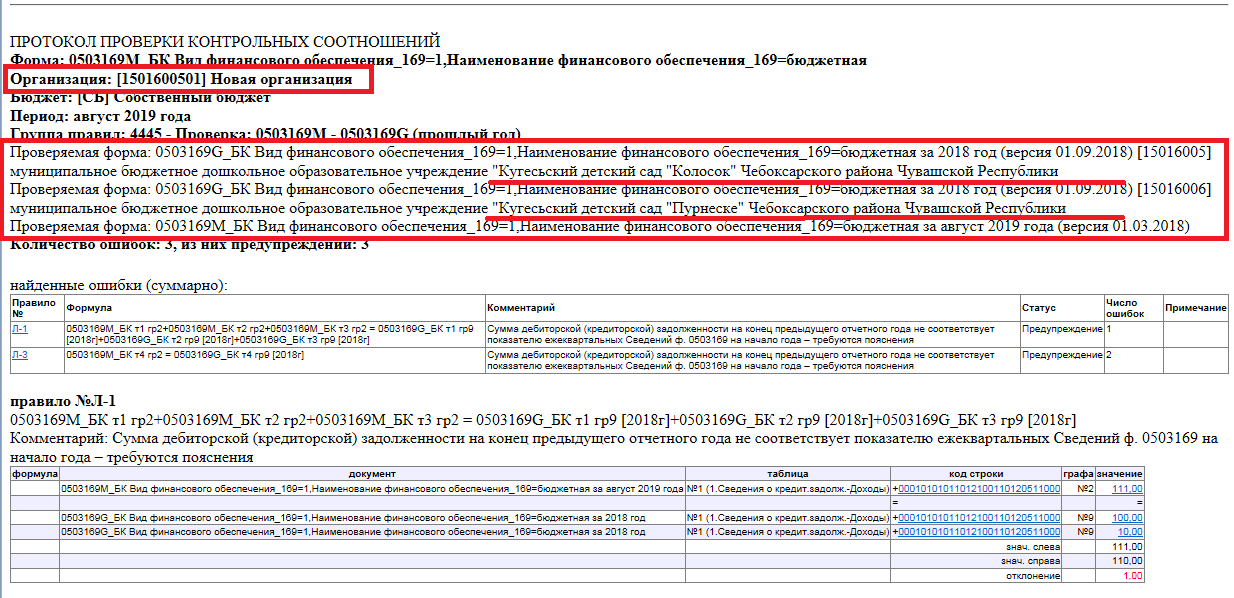 ПРОТОКОЛ ПРОВЕРКИ КОНТРОЛЬНЫХ СООТНОШЕНИЙ
Форма: 0503169M_БК Вид финансового обеспечения_169=1,Наименование финансового обеспечения_169=бюджетная
Организация: [1501600501] Новая организация
Бюджет: [СБ] Собственный бюджет
Период: август 2019 года
Группа правил: 4445 - Проверка: 0503169M - 0503169G (прошлый год)
Проверяемая форма: 0503169G_БК Вид финансового обеспечения_169=1,Наименование финансового обеспечения_169=бюджетная за 2018 год (версия 01.09.2018) [15016005]
муниципальное бюджетное дошкольное образовательное учреждение "Кугесьский детский сад "Колосок" Чебоксарского района Чувашской Республики
Проверяемая форма: 0503169G_БК Вид финансового обеспечения_169=1,Наименование финансового обеспечения_169=бюджетная за 2018 год (версия 01.09.2018) [15016006]
муниципальное бюджетное дошкольное образовательное учреждение "Кугесьский детский сад "Пурнеске" Чебоксарского района Чувашской Республики
Проверяемая форма: 0503169M_БК Вид финансового обеспечения_169=1,Наименование финансового обеспечения_169=бюджетная за август 2019 года (версия 01.03.2018)
Количество ошибок: 3, из них предупреждений: 3
найденные ошибки (суммарно):
Правило № Формула Комментарий Статус Число ошибок Примечание
Л-1 0503169M_БК т1 гр2+0503169M_БК т2 гр2+0503169M_БК т3 гр2 = 0503169G_БК т1 гр9 Сумма дебиторской (кредиторской) задолженности на конец предыдущего отчетного года не соответствует Предупреждение 1
[2018г]+0503169G_БК т2 гр9 [2018г]+0503169G_БК т3 гр9 [2018г] показателю ежеквартальных Сведений ф. 0503169 на начало года – требуются пояснения
Л-3 0503169M_БК т4 гр2 = 0503169G_БК т4 гр9 [2018г] Сумма дебиторской (кредиторской) задолженности на конец предыдущего отчетного года не соответствует Предупреждение 2
показателю ежеквартальных Сведений ф. 0503169 на начало года – требуются пояснения
правило №Л-1
0503169M_БК т1 гр2+0503169M_БК т2 гр2+0503169M_БК т3 гр2 = 0503169G_БК т1 гр9 [2018г]+0503169G_БК т2 гр9 [2018г]+0503169G_БК т3 гр9 [2018г]
Комментарий: Сумма дебиторской (кредиторской) задолженности на конец предыдущего отчетного года не соответствует показателю ежеквартальных Сведений ф. 0503169 на
начало года – требуются пояснения
формула документ таблица код строки графа значение
0503169M_БК Вид финансового обеспечения_169=1,Наименование финансового обеспечения_169=бюджетная за август 2019 года №1 (1.Сведения о кредит.задолж.-Доходы) +00010101011012100110120511000 №2 111,00
= =
0503169G_БК Вид финансового обеспечения_169=1,Наименование финансового обеспечения_169=бюджетная за 2018 год №1 (1.Сведения о кредит.задолж.-Доходы) +00010101011012100110120511000 №9 100,00
0503169G_БК Вид финансового обеспечения_169=1,Наименование финансового обеспечения_169=бюджетная за 2018 год №1 (1.Сведения о кредит.задолж.-Доходы) +00010101011012100110120511000 №9 10,00
знач. слева 111,00
знач. справа 110,00
отклонение 1.00